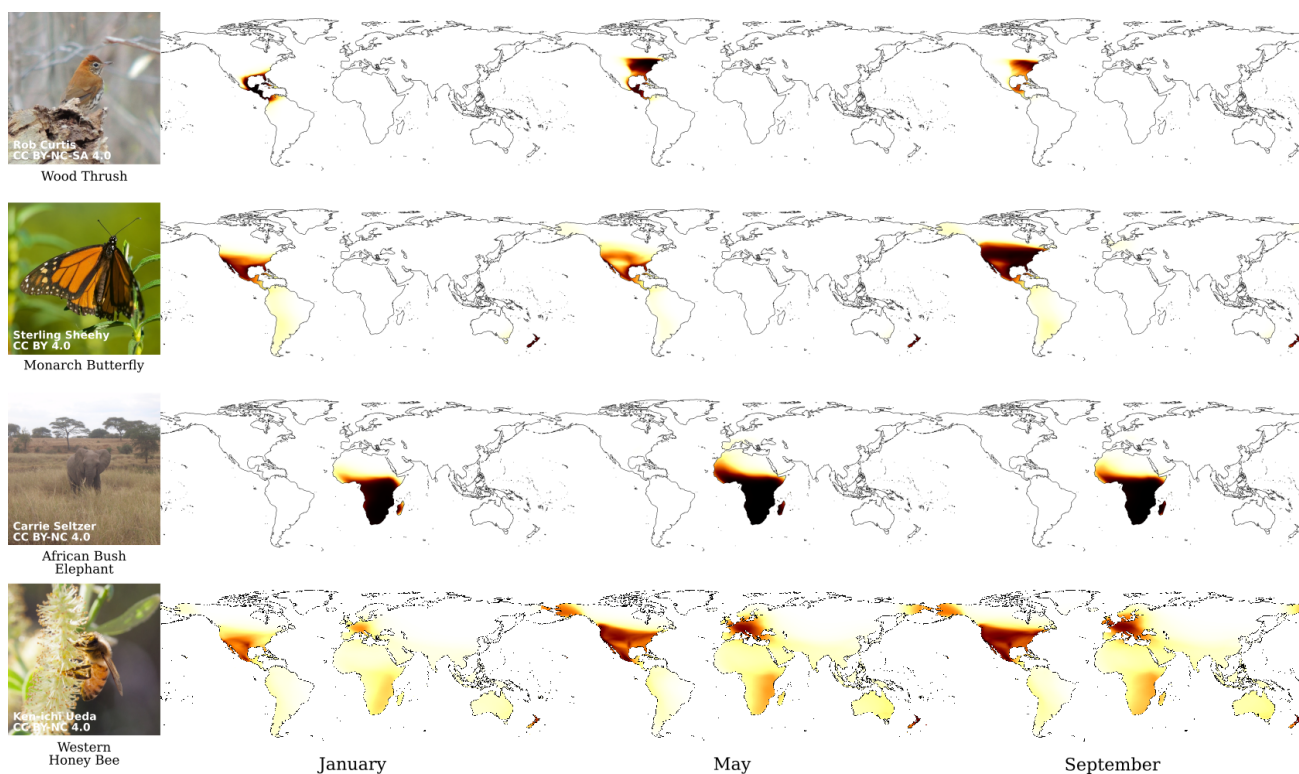 Rob Curtis
CC BY-NC-SA 4.0
Wood Thrush
Sterling Sheehy
CC BY 4.0
Monarch Butterfly
Carrie Seltzer
CC BY-NC 4.0
African Bush
Elephant
Ken-ichi Ueda
CC BY-NC 4.0
Western
Honey Bee
January
May
September